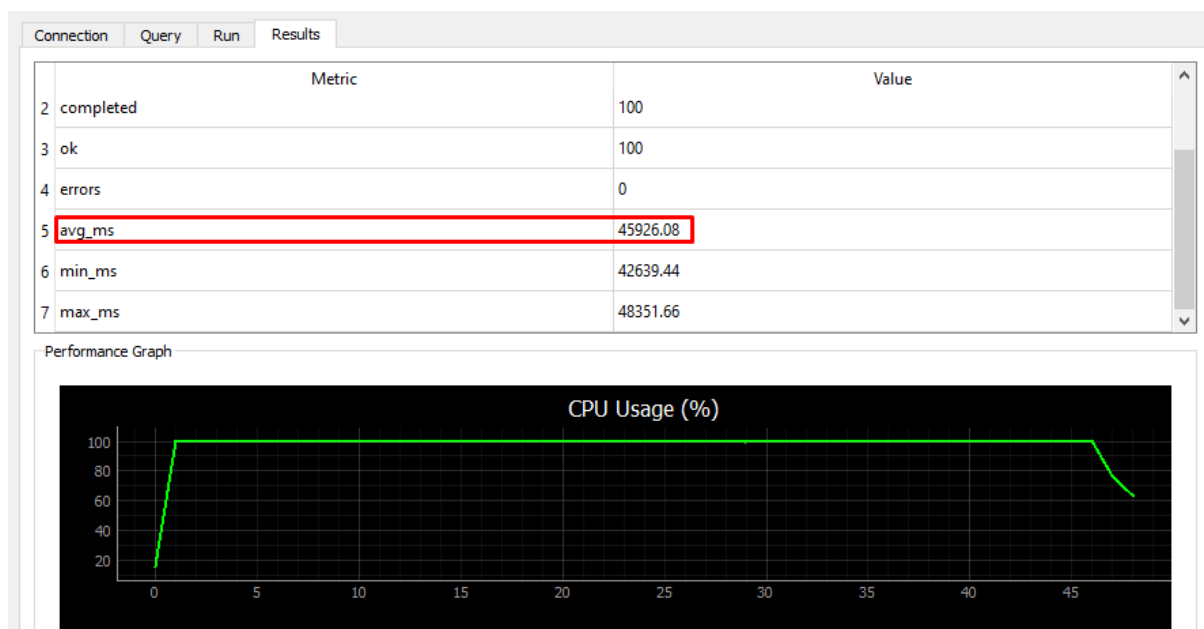 Connection Query Run Results
Metric Value
2 completed 100
3 ok 100
4 errors 0
5 avg_ms 45926.08
6 min_ms 42639.44
7 max_ms 48351.66
Performance Graph
CPU Usage (%)
100
80
60
40
20
0 5 10 15 20 25 30 35 40 45